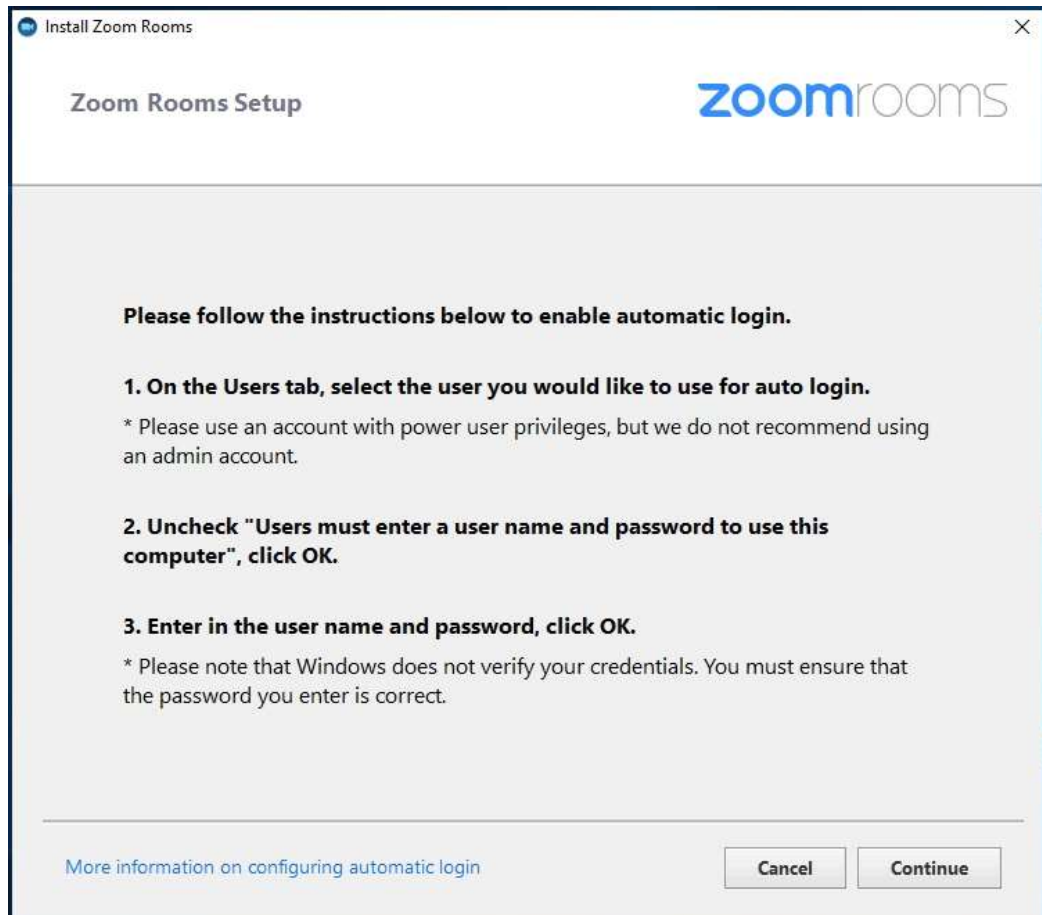 Install Zoom Rooms
Zoom Rooms Setup
zoomrooms
Please follow the instructions below to enable automatic login.
1. On the Users tab, select the user you would like to use for auto login.
* Please use an account with power user privileges, but we do not recommend using
an admin account.
2. Uncheck "Users must enter a user name and password to use this
computer", click OK.
3. Enter in the user name and password, click OK.
* Please note that Windows does not verify your credentials. You must ensure that
the password you enter is correct.
More information on configuring automatic login
Cancel
Continue